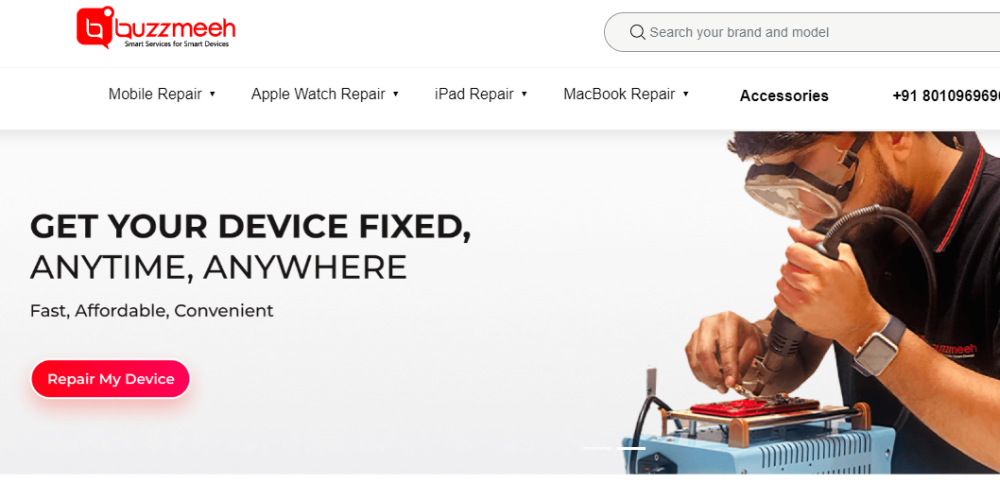 buzzmeeh
Smart Services for Smart Devices
Search your brand and model
Mobile Repair ▼ Apple Watch Repair ▼ iPad Repair ▼ MacBook Repair ▼ Accessories +91 801096969
GET YOUR DEVICE FIXED,
ANYTIME, ANYWHERE
Fast, Affordable, Convenient
Repair My Device
buzzmeeh